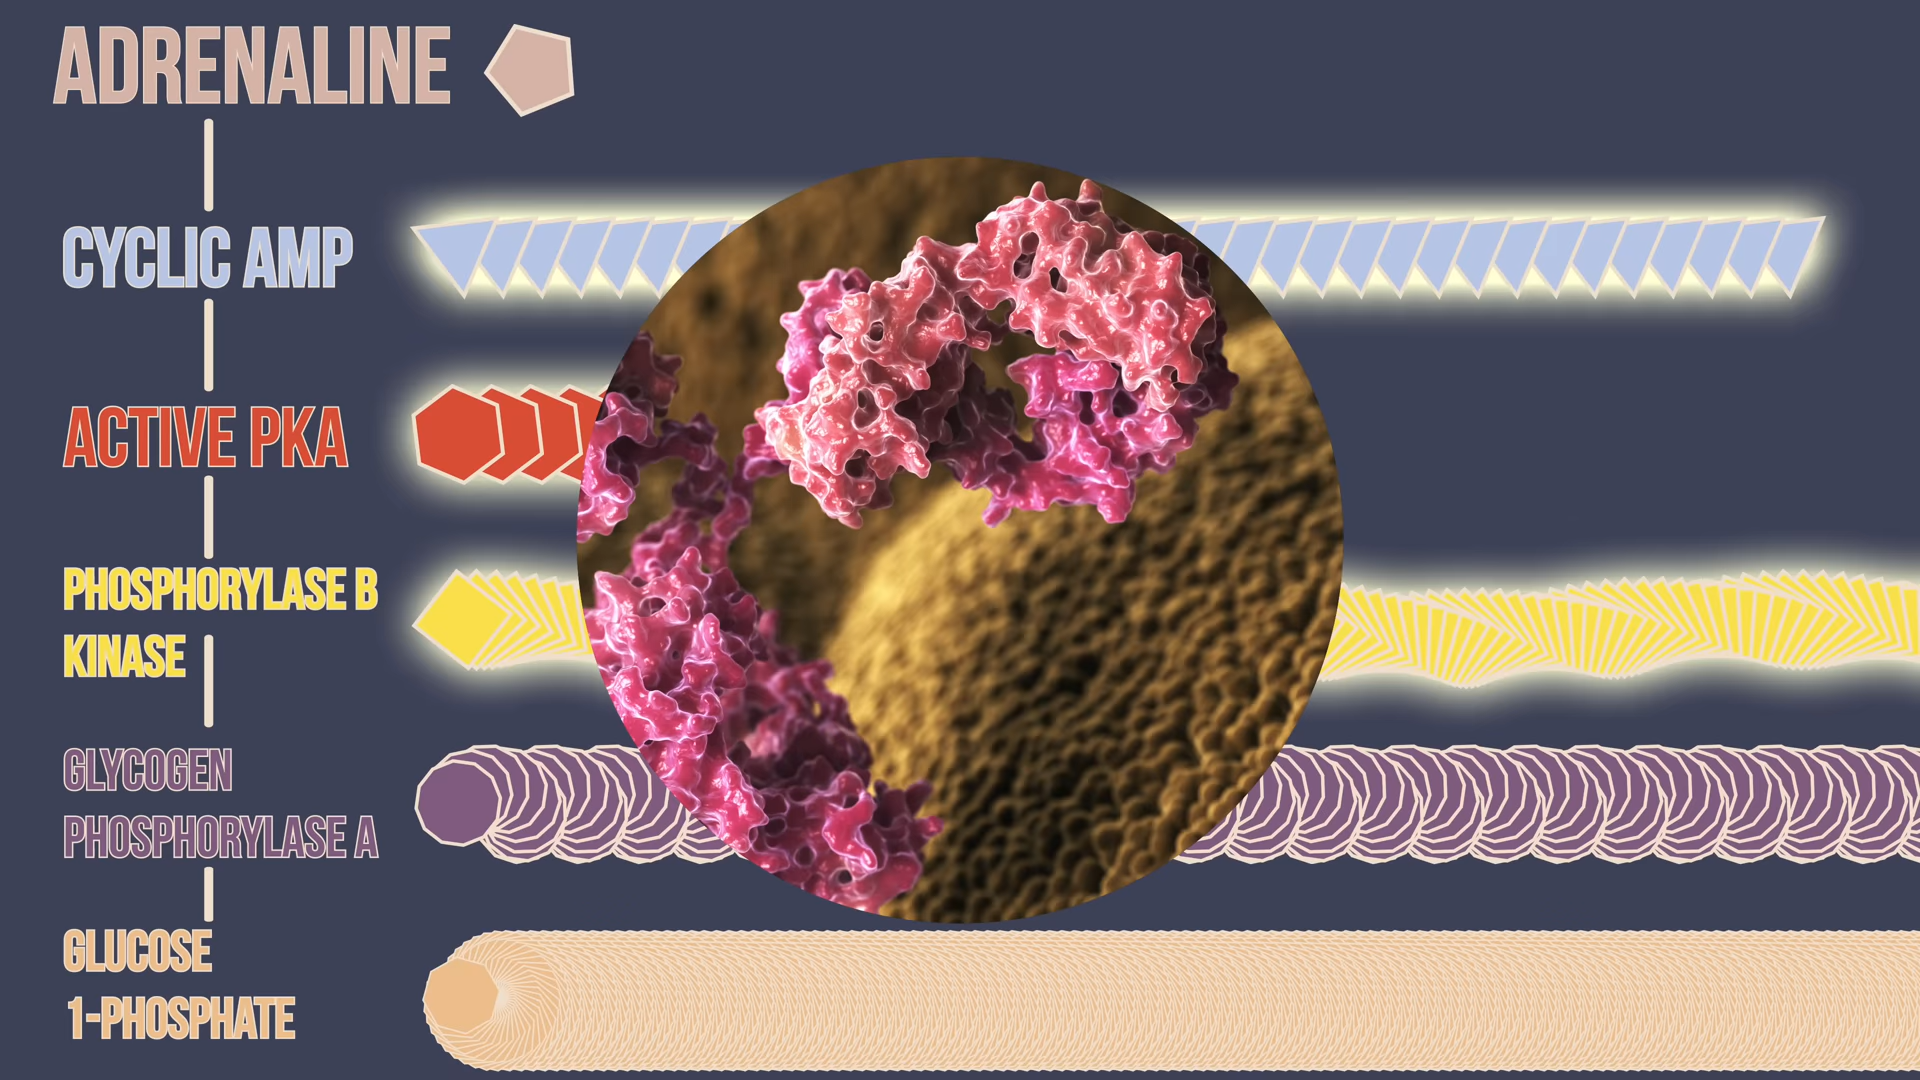 ADRENALINE
CYCLIC AMP
ACTIVE PKA
PHOSPHORYLASE B
KINASE
GLYCOGEN
PHOSPHORYLASE A
GLUCOSE
1-PHOSPHATE